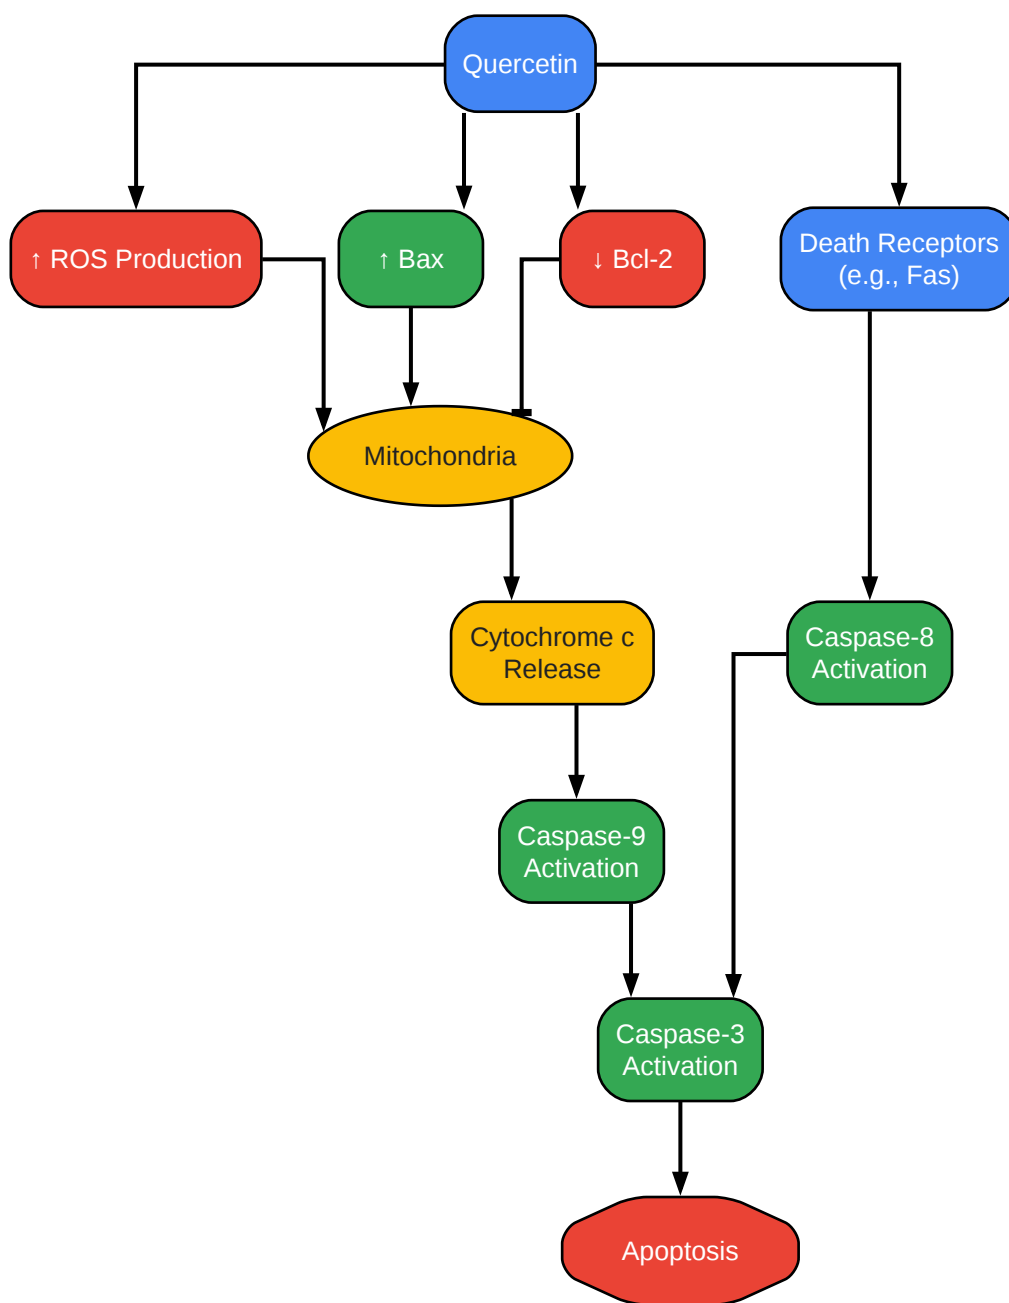 Quercetin
↑ ROS Production
↑ Bax
↓ Bcl-2
Death Receptors
(e.g., Fas)
Mitochondria
Cytochrome c
Release
Caspase-8
Activation
Caspase-9
Activation
Caspase-3
Activation
Apoptosis